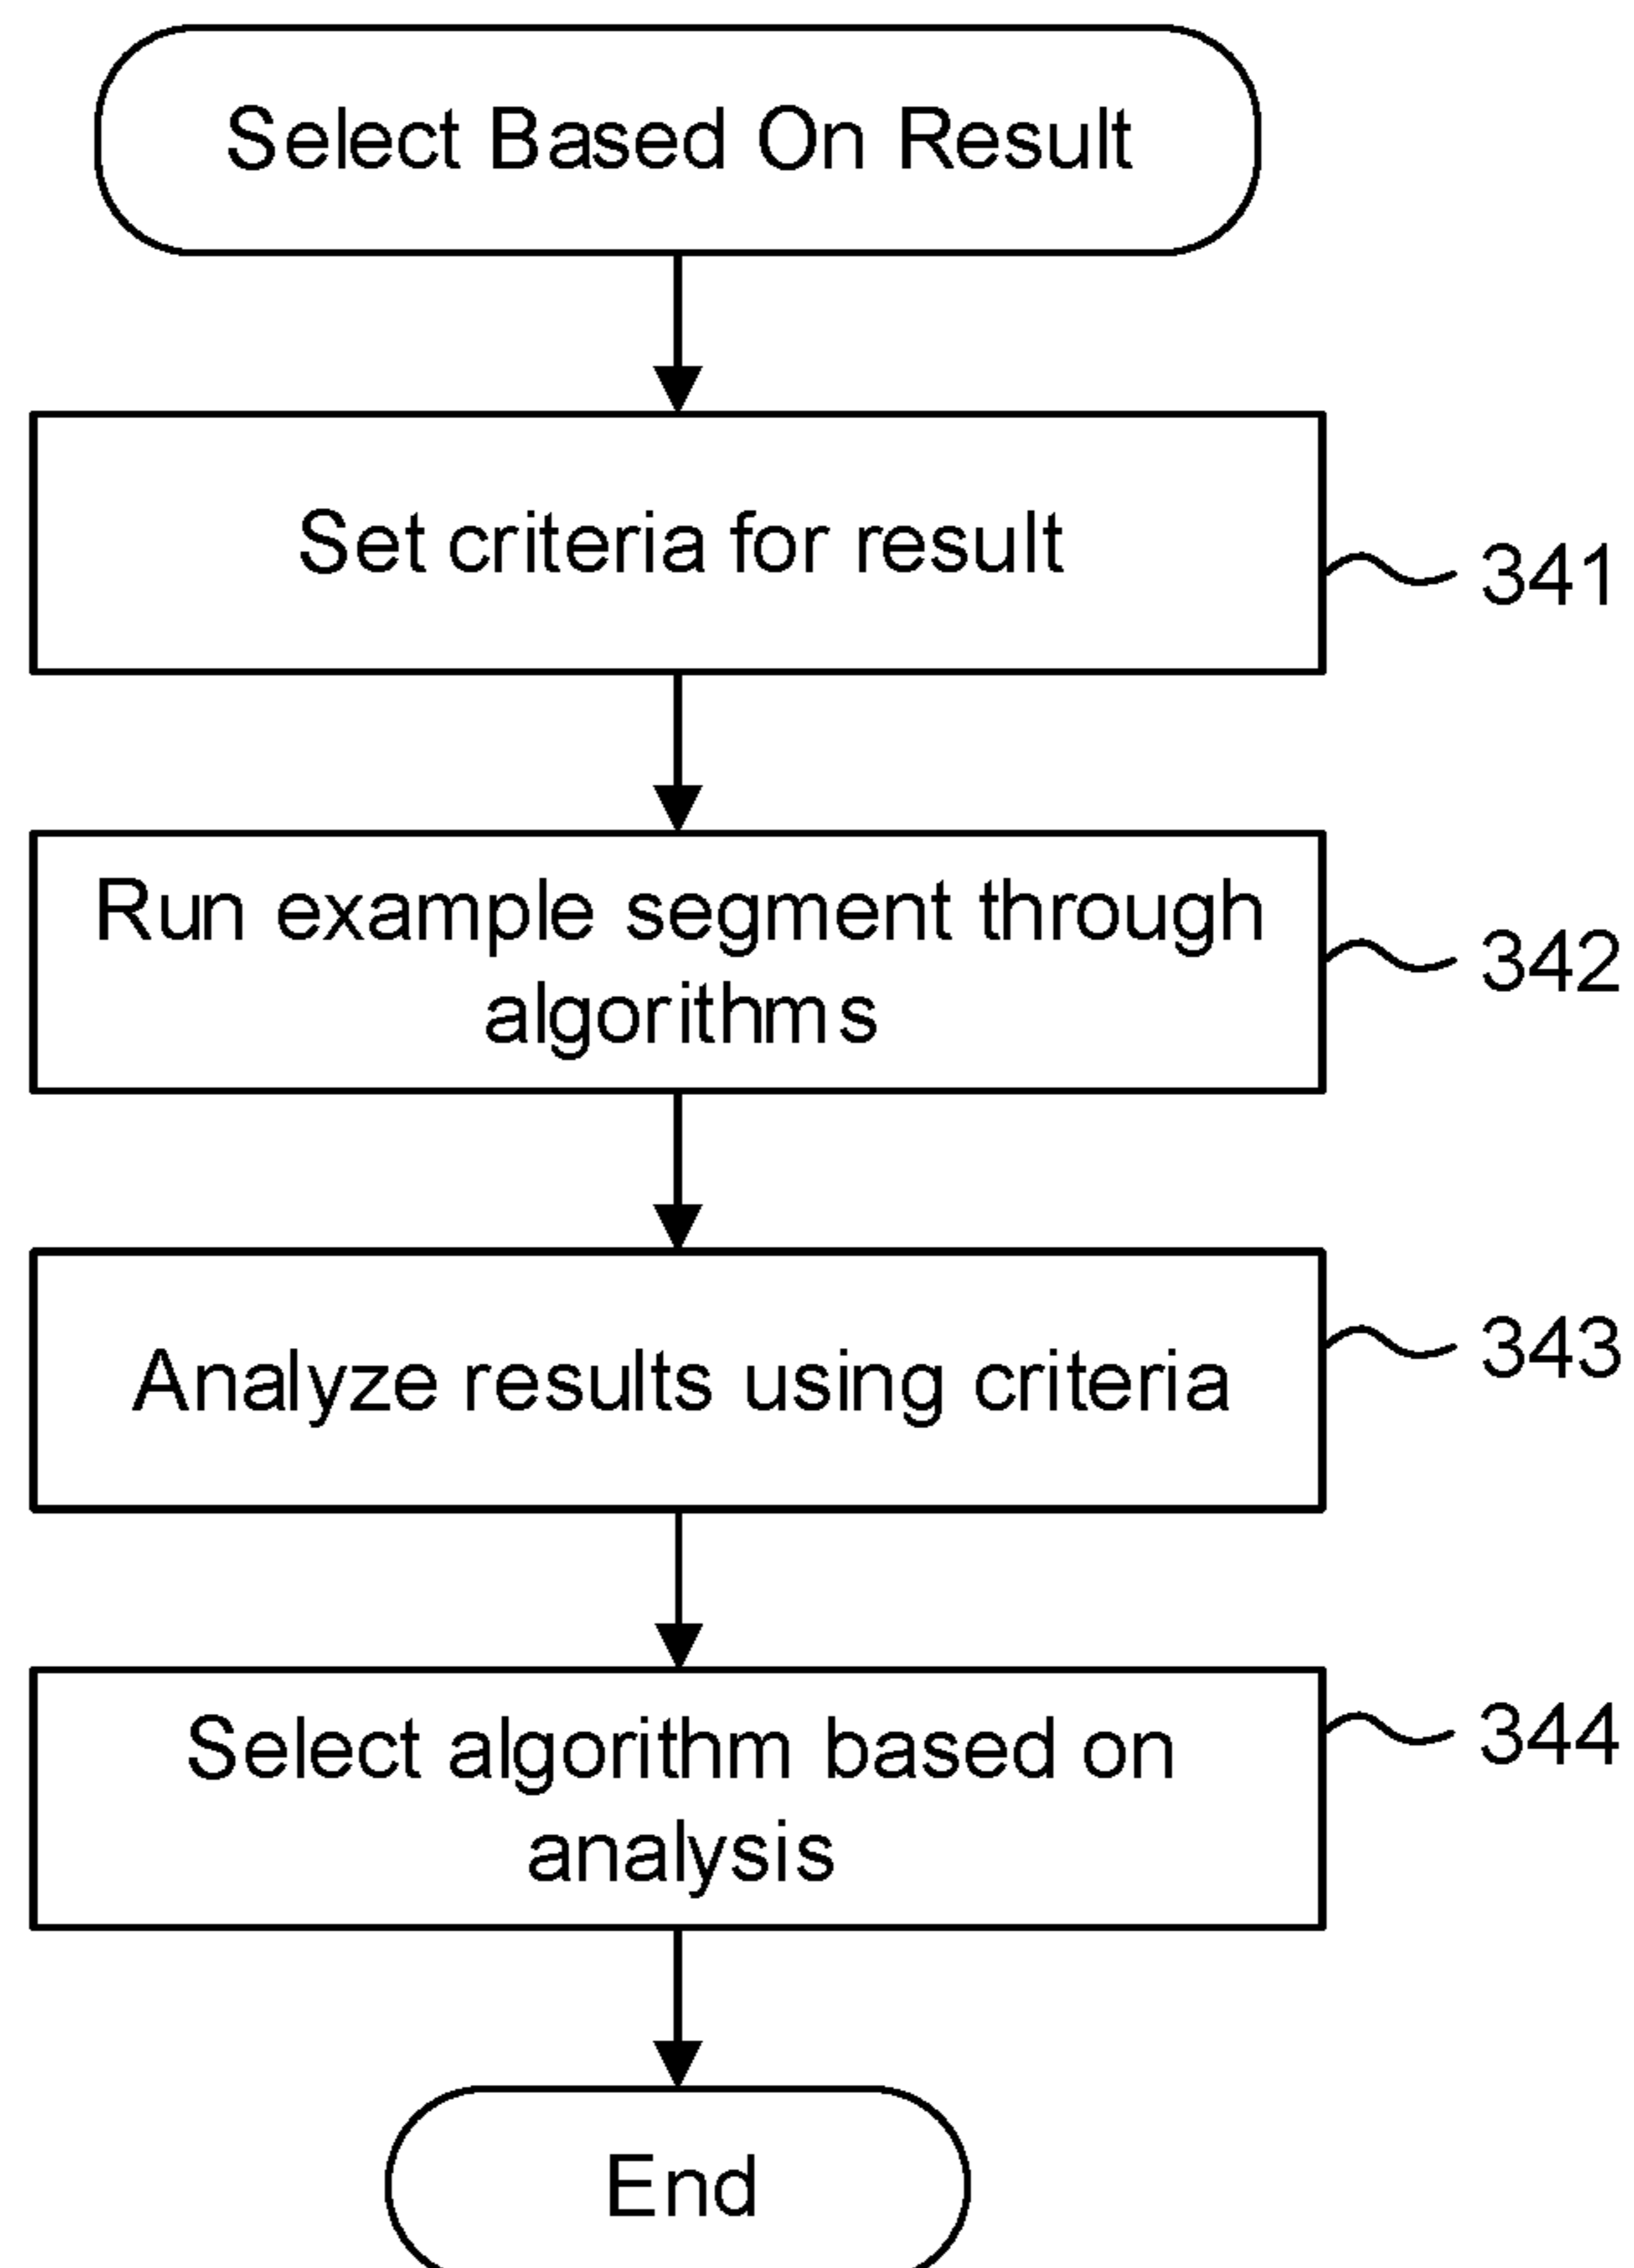 Select Based On Result
Set criteria for result
341
Run example segment through
algorithms
342
Analyze results using criteria
343
Select algorithm based on
analysis
344
End